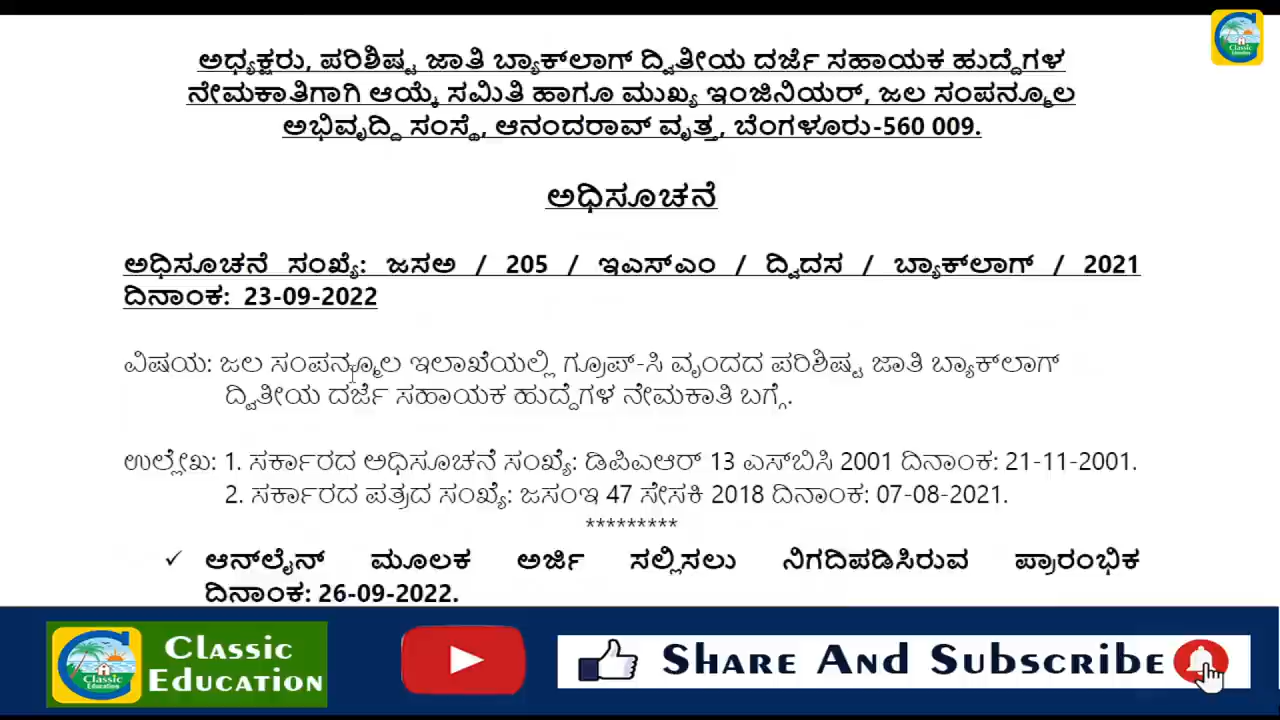 ಅಧ್ಯಕ್ಷರು, ಪರಿಶಿಷ್ಟ ಜಾತಿ ಬ್ಯಾಕ್‌ಲಾಗ್ ದ್ವಿತೀಯ ದರ್ಜೆ ಸಹಾಯಕ ಹುದ್ದೆಗಳ
ನೇಮಕಾತಿಗಾಗಿ ಆಯ್ಕೆ ಸಮಿತಿ ಹಾಗೂ ಮುಖ್ಯ ಇಂಜಿನಿಯರ್, ಜಲ ಸಂಪನ್ಮೂಲ
ಅಭಿವೃದ್ದಿ ಸಂಸ್ಥೆ, ಆನಂದರಾವ್ ವೃತ್ತ, ಬೆಂಗಳೂರು-560 009.
ಅಧಿಸೂಚನೆ
ಅಧಿಸೂಚನೆ ಸಂಖ್ಯೆ: ಜಸಅ / 205 / ಇಎಸ್ಎಂ / ದ್ವಿದಸ / ಬ್ಯಾಕ್‌ಲಾಗ್ / 2021
ದಿನಾಂಕ: 23-09-2022
ವಿಷಯ: ಜಲ ಸಂಪನ್ಮೂಲ ಇಲಾಖೆಯಲ್ಲಿ ಗ್ರೂಪ್-ಸಿ ವೃಂದದ ಪರಿಶಿಷ್ಟ ಜಾತಿ ಬ್ಯಾಕ್‌ಲಾಗ್
ದ್ವಿತೀಯ ದರ್ಜೆ ಸಹಾಯಕ ಹುದ್ದೆಗಳ ನೇಮಕಾತಿ ಬಗ್ಗೆ.
ಉಲ್ಲೇಖ: 1. ಸರ್ಕಾರದ ಅಧಿಸೂಚನೆ ಸಂಖ್ಯೆ: ಡಿಪಿಎಆರ್ 13 ಎಸ್‌ಬಿಸಿ 2001 ದಿನಾಂಕ: 21-11-2001.
2. ಸರ್ಕಾರದ ಪತ್ರದ ಸಂಖ್ಯೆ: ಜಸಂಇ 47 ಸೇಸಕಿ 2018 ದಿನಾಂಕ: 07-08-2021.
*********
✓ ಆನ್‌ಲೈನ್ ಮೂಲಕ ಅರ್ಜಿ ಸಲ್ಲಿಸಲು ನಿಗದಿಪಡಿಸಿರುವ ಪ್ರಾರಂಭಿಕ
ದಿನಾಂಕ: 26-09-2022.
Classic
Education
Classic
Education
Share And Subscribe
Classic
Education